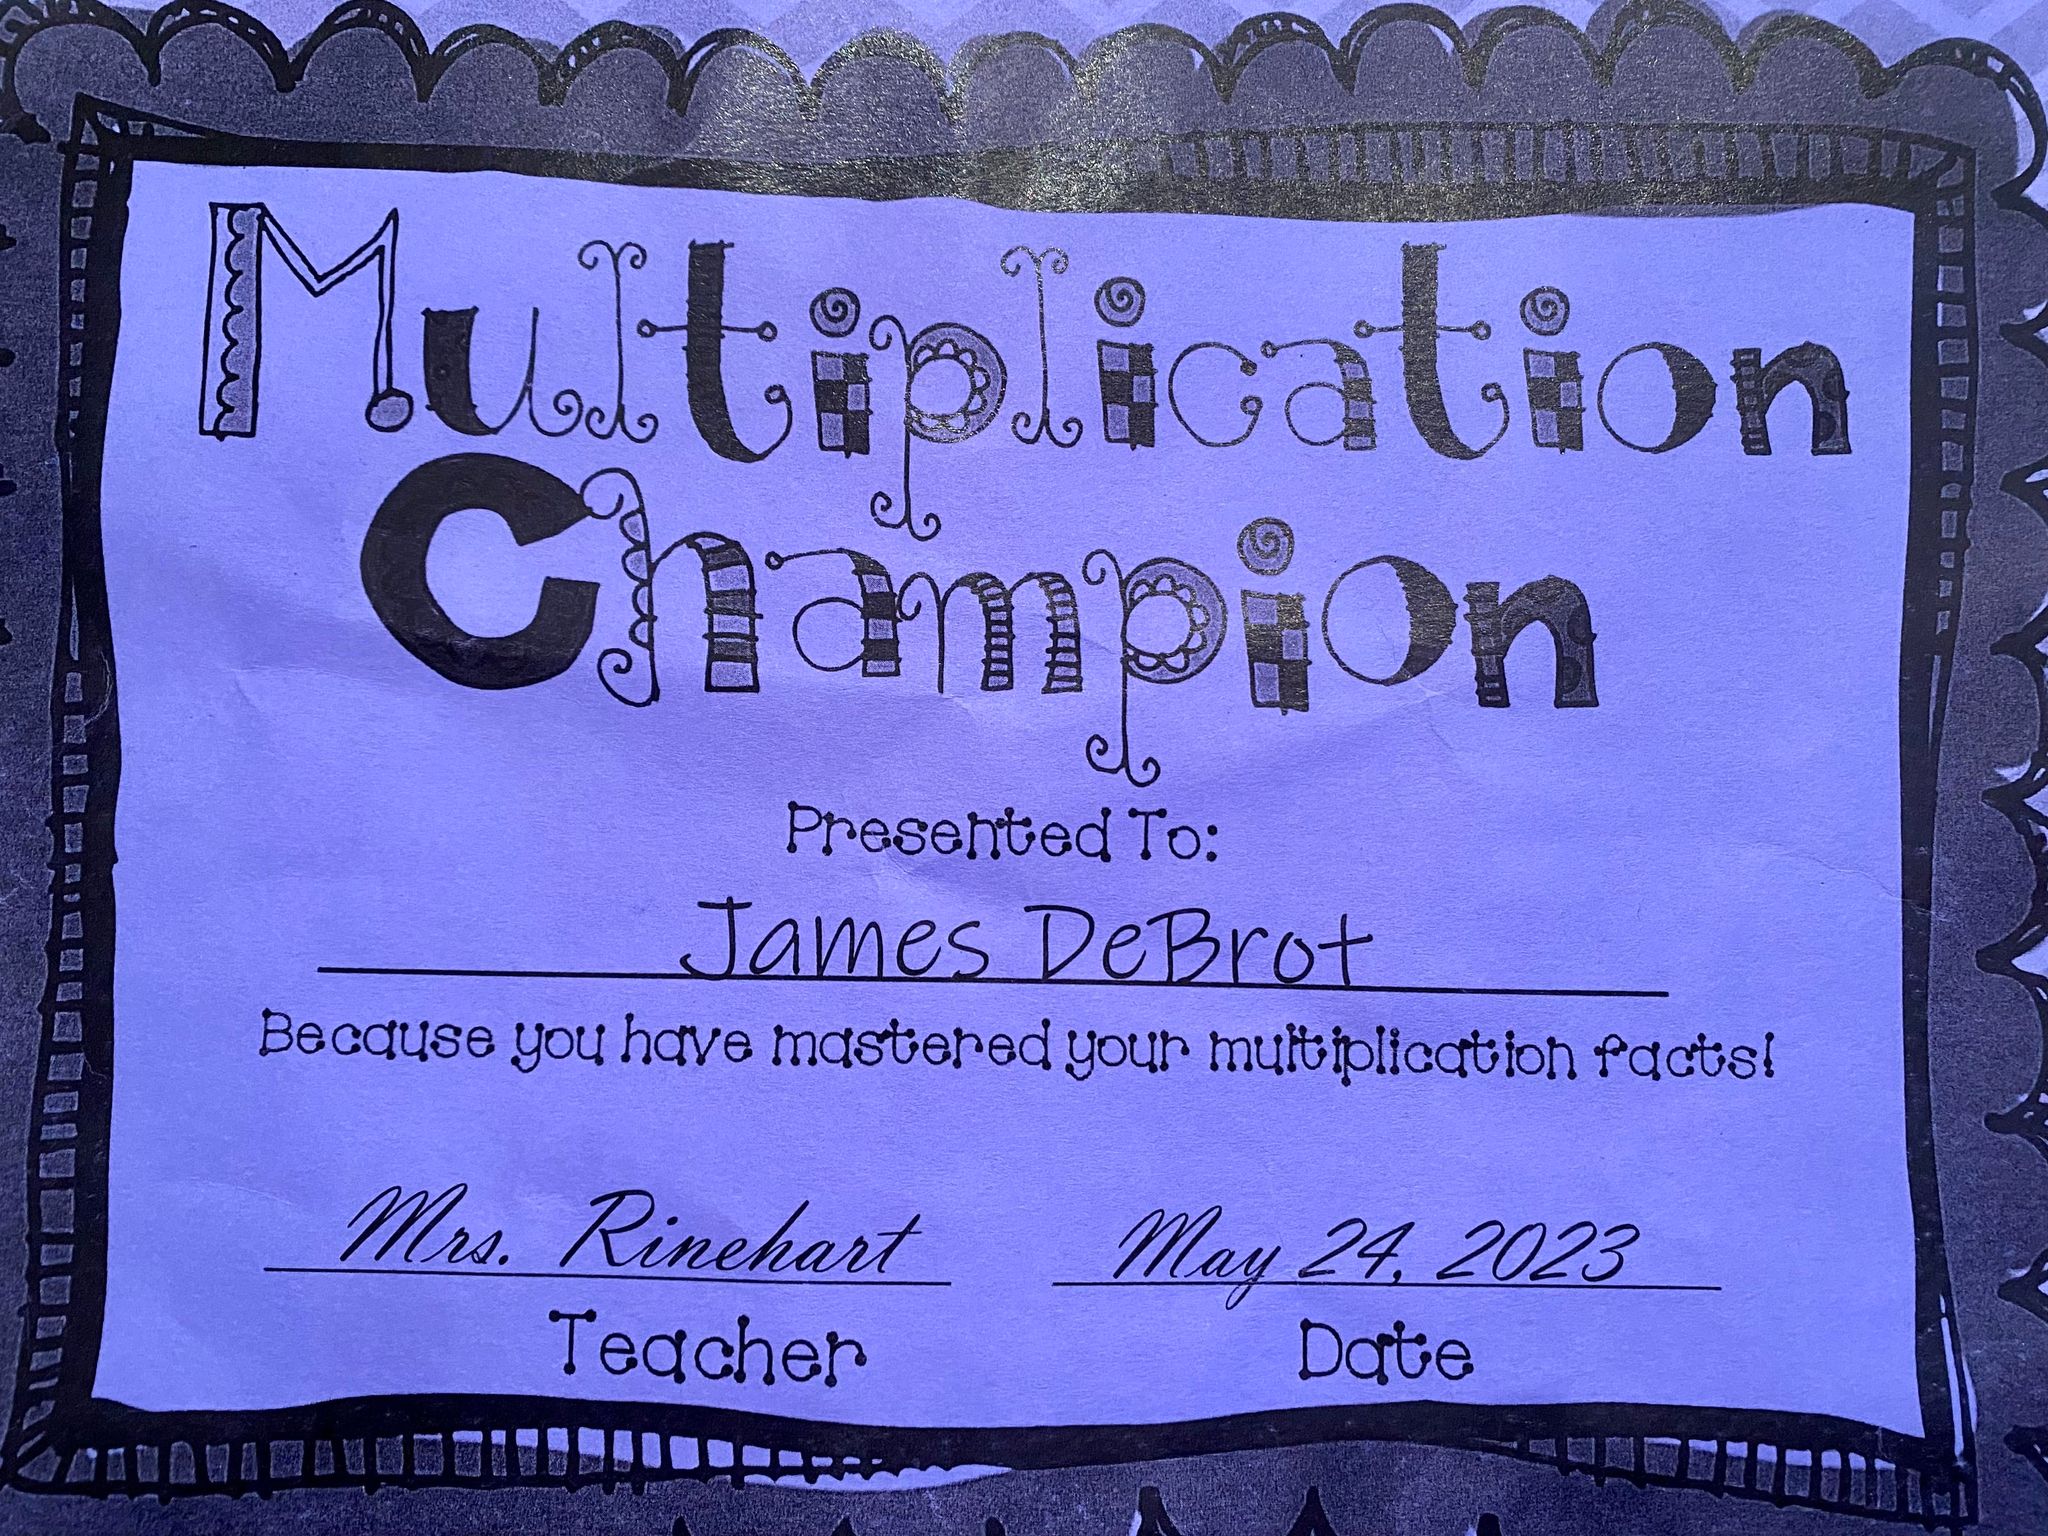 Multiplication
Champion
Presented To:
James DeBrot
Because you have mastered your multiplication facts!
Mrs. Rinehart May 24, 2023
Teacher Date